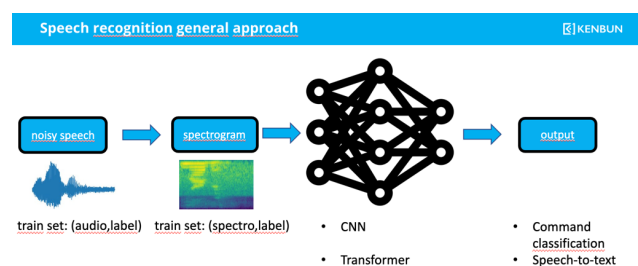 Speech recognition general approach
KENBUN
noisy speech
spectrogram
output
train set: (audio,label)
train set: (spectro,label)
• CNN
• Transformer
• Command
classification
• Speech-to-text